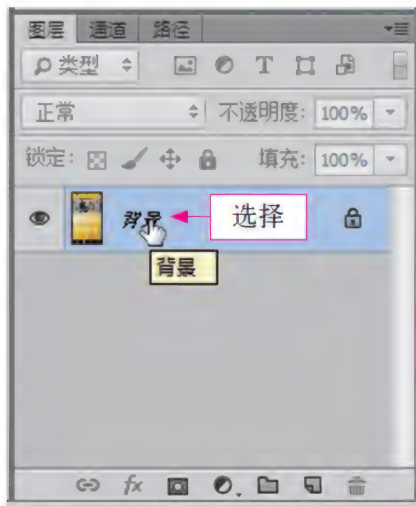 图层 通道 路径
类型 T
正常 不透明度: 100%
锁定: 填充: 100%
背景 选择
背景
fx